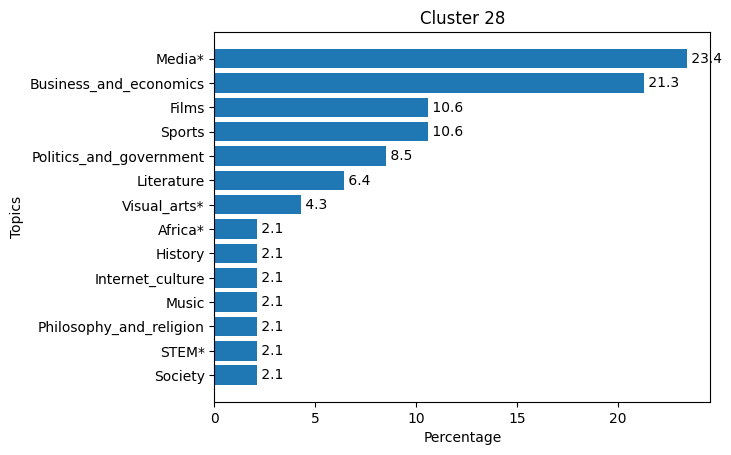 Cluster 28
Media* 23.4
Business_and_economics 21.3
Films 10.6
Sports 10.6
Politics_and_government 8.5
Literature 6.4
Visual_arts* 4.3
Africa* 2.1
History 2.1
Internet_culture 2.1
Music 2.1
Philosophy_and_religion 2.1
STEM* 2.1
Society 2.1
Topics
0 5 10 15 20
Percentage